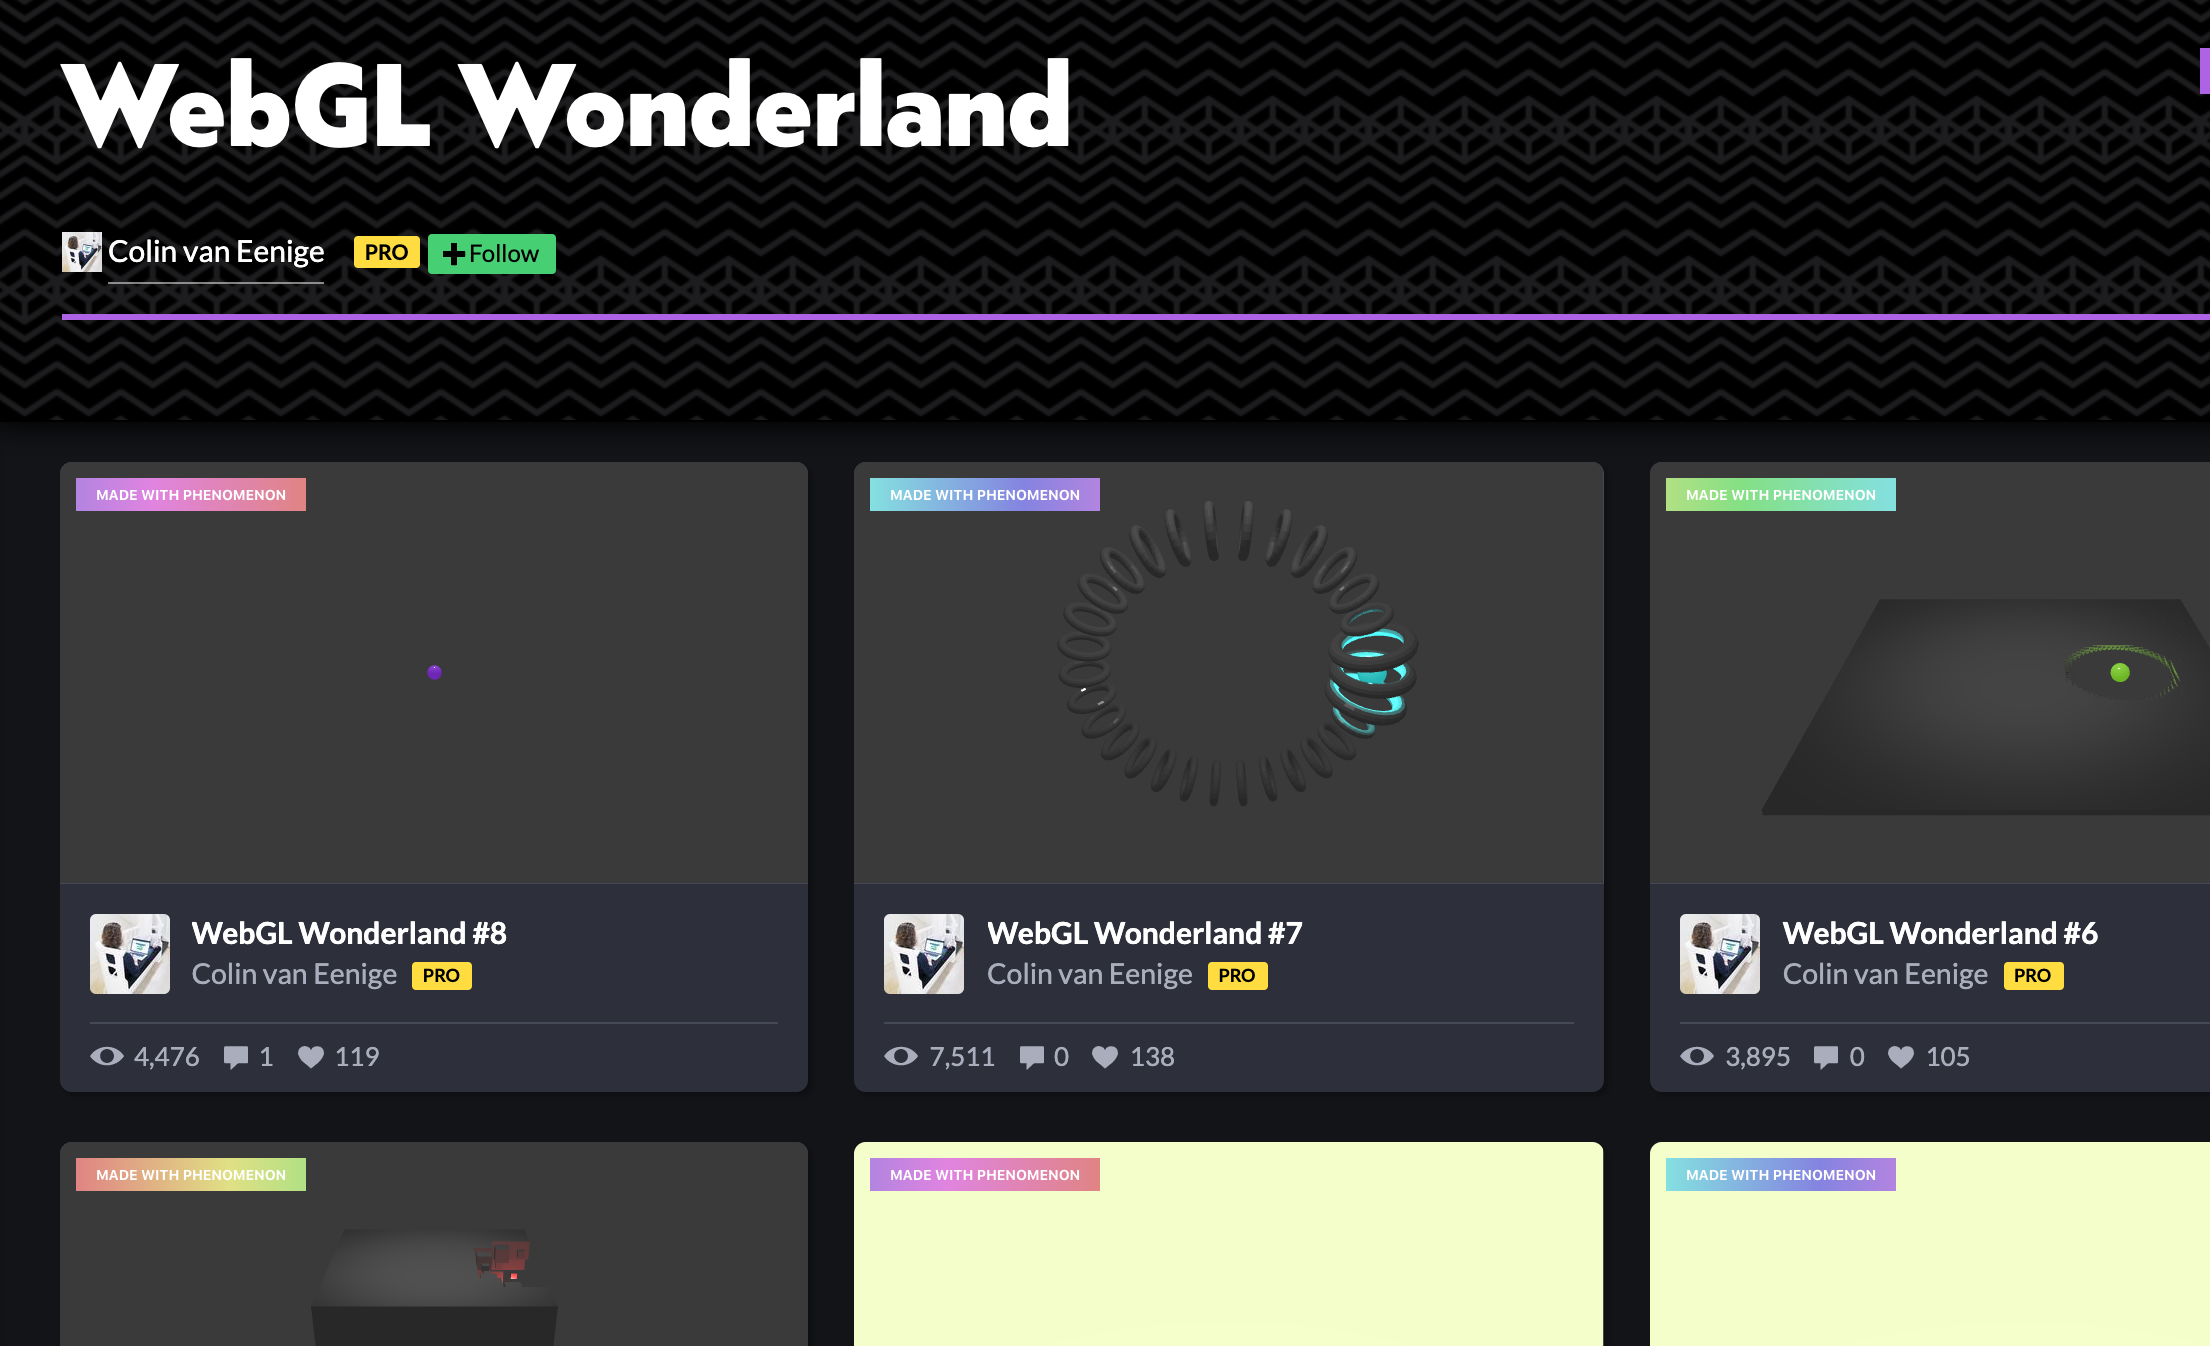 WebGL Wonderland
Colin van Eenige PRO Follow
MADE WITH PHENOMENON
WebGL Wonderland #8
Colin van Eenige PRO
4,476 1 119
MADE WITH PHENOMENON
WebGL Wonderland #7
Colin van Eenige PRO
7,511 0 138
MADE WITH PHENOMENON
WebGL Wonderland #6
Colin van Eenige PRO
3,895 0 105
MADE WITH PHENOMENON
MADE WITH PHENOMENON
MADE WITH PHENOMENON